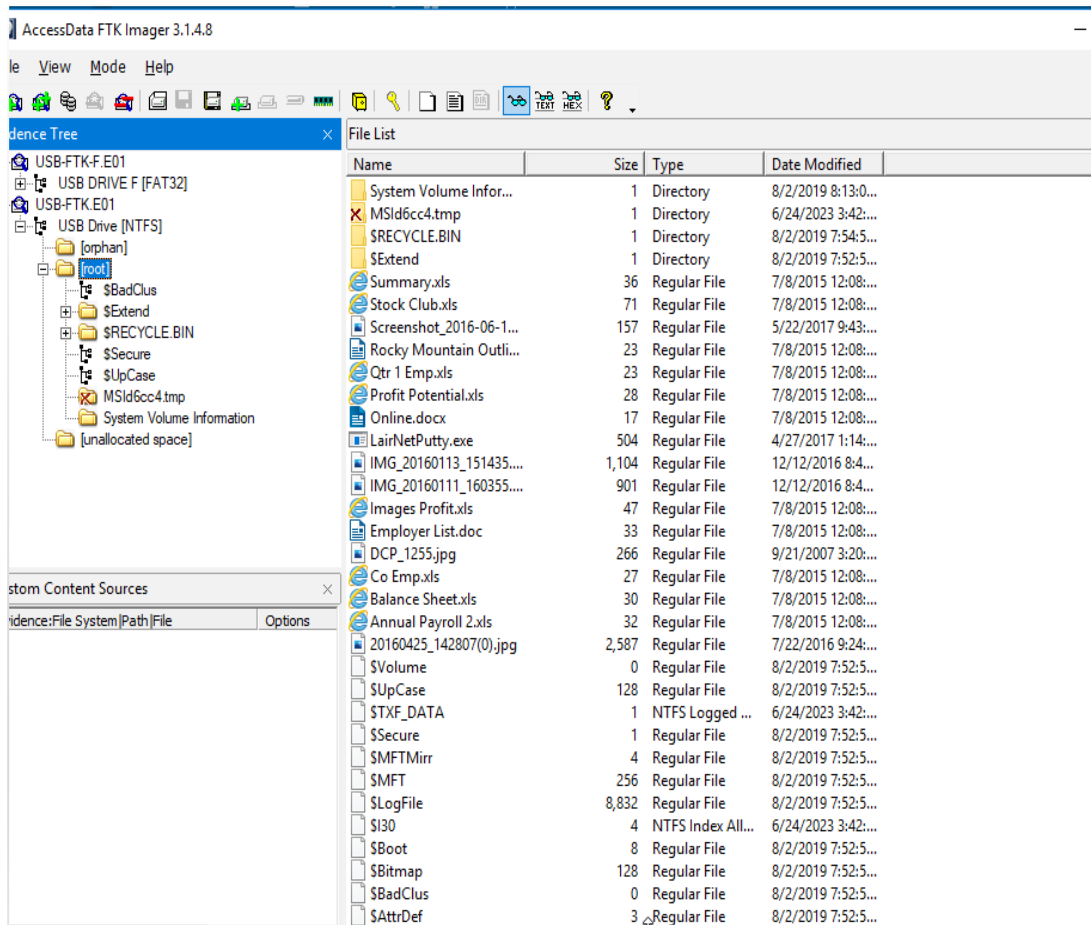 AccessData FTK Imager 3.1.4.8
le View Mode Help
TEXT HEX
dence Tree
USB-FTK-F.E01
USB DRIVE F [FAT32]
USB-FTK.E01
USB Drive [NTFS]
[orphan]
[root]
$BadClus
$Extend
$RECYCLE.BIN
$Secure
$UpCase
MSId6cc4.tmp
System Volume Information
[unallocated space]
stom Content Sources
idence:File System|Path|File Options
File List
Name Size Type Date Modified
System Volume Infor... 1 Directory 8/2/2019 8:13:0...
MSId6cc4.tmp 1 Directory 6/24/2023 3:42:...
$RECYCLE.BIN 1 Directory 8/2/2019 7:54:5...
$Extend 1 Directory 8/2/2019 7:52:5...
Summary.xls 36 Regular File 7/8/2015 12:08:...
Stock Club.xls 71 Regular File 7/8/2015 12:08:...
Screenshot_2016-06-1... 157 Regular File 5/22/2017 9:43:...
Rocky Mountain Outli... 23 Regular File 7/8/2015 12:08:...
Qtr 1 Emp.xls 23 Regular File 7/8/2015 12:08:...
Profit Potential.xls 28 Regular File 7/8/2015 12:08:...
Online.docx 17 Regular File 7/8/2015 12:08:...
LairNetPutty.exe 504 Regular File 4/27/2017 1:14:...
IMG_20160113_151435.... 1,104 Regular File 12/12/2016 8:4...
IMG_20160111_160355.... 901 Regular File 12/12/2016 8:4...
Images Profit.xls 47 Regular File 7/8/2015 12:08:...
Employer List.doc 33 Regular File 7/8/2015 12:08:...
DCP_1255.jpg 266 Regular File 9/21/2007 3:20:...
Co Emp.xls 27 Regular File 7/8/2015 12:08:...
Balance Sheet.xls 30 Regular File 7/8/2015 12:08:...
Annual Payroll 2.xls 32 Regular File 7/8/2015 12:08:...
20160425_142807(0).jpg 2,587 Regular File 7/22/2016 9:24:...
$Volume 0 Regular File 8/2/2019 7:52:5...
$UpCase 128 Regular File 8/2/2019 7:52:5...
$TXF_DATA 1 NTFS Logged ... 6/24/2023 3:42:...
$Secure 1 Regular File 8/2/2019 7:52:5...
$MFTMirr 4 Regular File 8/2/2019 7:52:5...
$MFT 256 Regular File 8/2/2019 7:52:5...
$LogFile 8,832 Regular File 8/2/2019 7:52:5...
$I30 4 NTFS Index All... 6/24/2023 3:42:...
$Boot 8 Regular File 8/2/2019 7:52:5...
$Bitmap 128 Regular File 8/2/2019 7:52:5...
$BadClus 0 Regular File 8/2/2019 7:52:5...
$AttrDef 3 Regular File 8/2/2019 7:52:5...